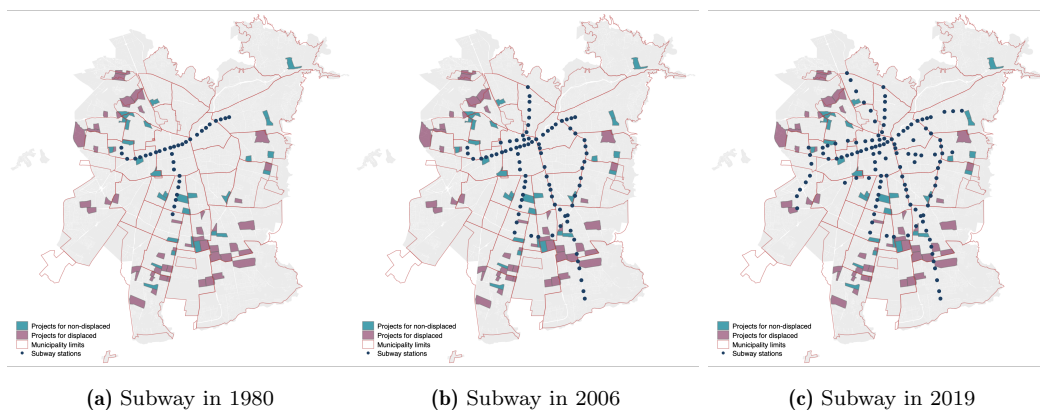 Projects for non-displaced
Projects for displaced
Municipality limits
Subway stations
Projects for non-displaced
Projects for displaced
Municipality limits
Subway stations
Projects for non-displaced
Projects for displaced
Municipality limits
Subway stations
(a) Subway in 1980
(b) Subway in 2006
(c) Subway in 2019